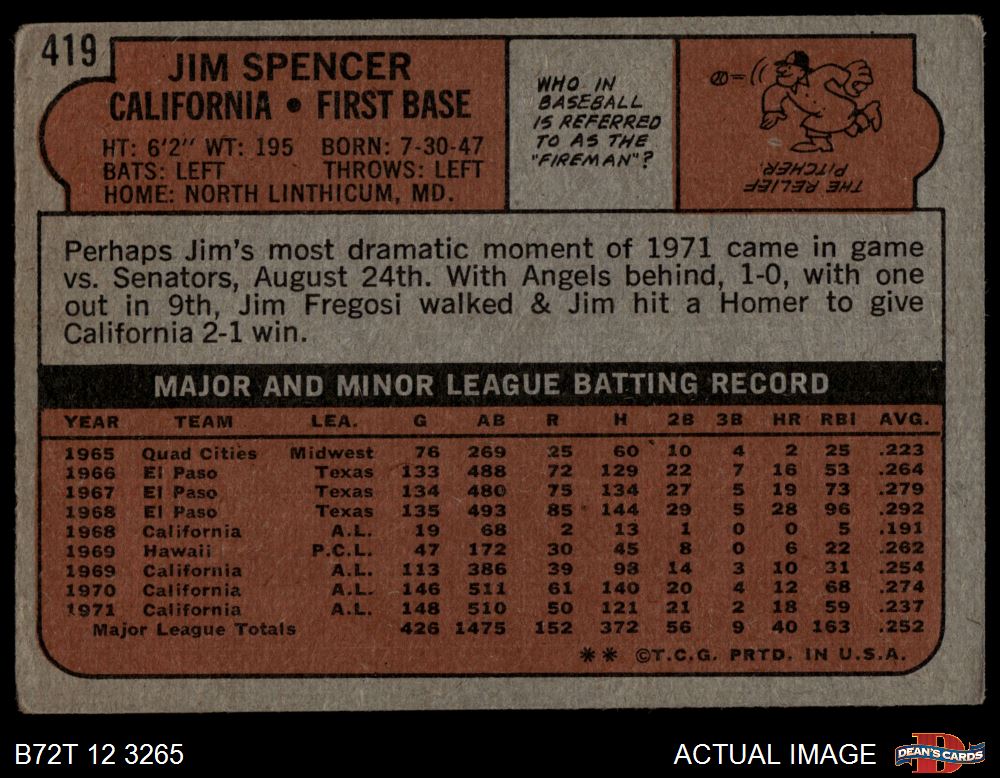 419
JIM SPENCER
CALIFORNIA • FIRST BASE
HT: 6'2" WT: 195 BORN: 7-30-47
BATS: LEFT THROWS: LEFT
HOME: NORTH LINTHICUM, MD.
WHO IN
BASEBALL
IS REFERRED
TO AS THE
"FIREMAN"?
THE RELIEF
PITCHER.
Perhaps Jim's most dramatic moment of 1971 came in game
vs. Senators, August 24th. With Angels behind, 1-0, with one
out in 9th, Jim Fregosi walked & Jim hit a Homer to give
California 2-1 win.
MAJOR AND MINOR LEAGUE BATTING RECORD
YEAR TEAM LEA. G AB R H 2B 3B HR RBI AVG.
1965 Quad Cities Midwest 76 269 25 60 10 4 2 25 .223
1966 El Paso Texas 133 488 72 129 22 7 16 53 .264
1967 El Paso Texas 134 480 75 134 27 5 19 73 .279
1968 El Paso Texas 135 493 85 144 29 5 28 96 .292
1968 California A.L. 19 68 2 13 1 0 0 5 .191
1969 Hawaii P.C.L. 47 172 30 45 8 0 6 22 .262
1969 California A.L. 113 386 39 98 14 3 10 31 .254
1970 California A.L. 146 511 61 140 20 4 12 68 .274
1971 California A.L. 148 510 50 121 21 2 18 59 .237
Major League Totals 426 1475 152 372 56 9 40 163 .252
** ©T.C.G. PRTD. IN U.S.A.
B72T 12 3265
ACTUAL IMAGE
DEAN'S CARDS